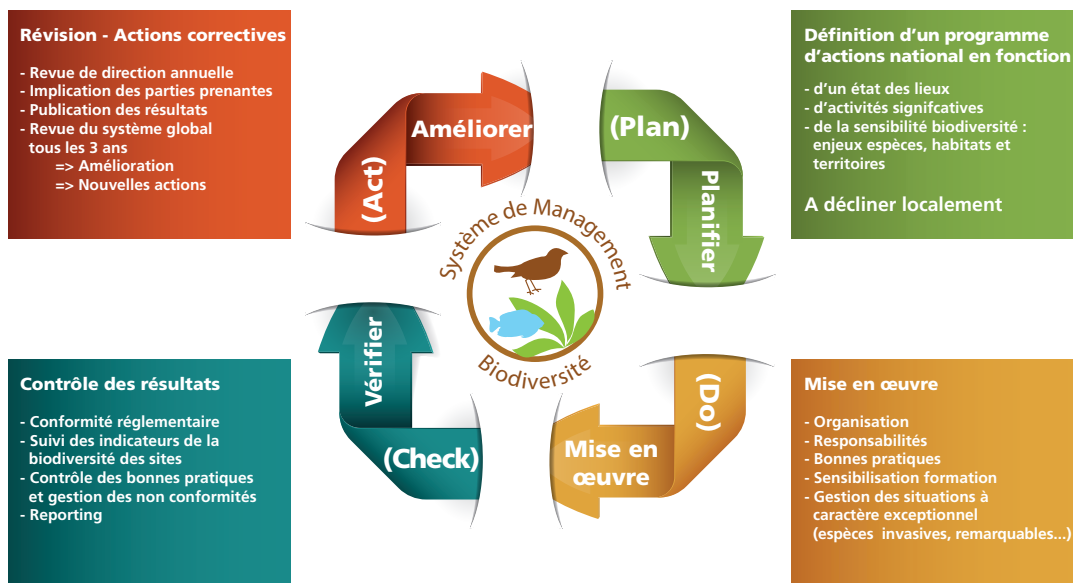 Révision - Actions correctives
- Revue de direction annuelle
- Implication des parties prenantes
- Publication des résultats
- Revue du système global
tous les 3 ans
=> Amélioration
=> Nouvelles actions
(Act)
Améliorer
(Plan)
Planifier
Définition d'un programme
d'actions national en fonction
- d'un état des lieux
- d'activités signifcatives
- de la sensibilité biodiversité :
enjeux espèces, habitats et
territoires
A décliner localement
Système de Management
Biodiversité
Contrôle des résultats
- Conformité réglementaire
- Suivi des indicateurs de la
biodiversité des sites
- Contrôle des bonnes pratiques
et gestion des non conformités
- Reporting
Vérifier
(Check)
(Do)
Mise en
œuvre
Mise en œuvre
- Organisation
- Responsabilités
- Bonnes pratiques
- Sensibilisation formation
- Gestion des situations à
caractère exceptionnel
(espèces invasives, remarquables...)